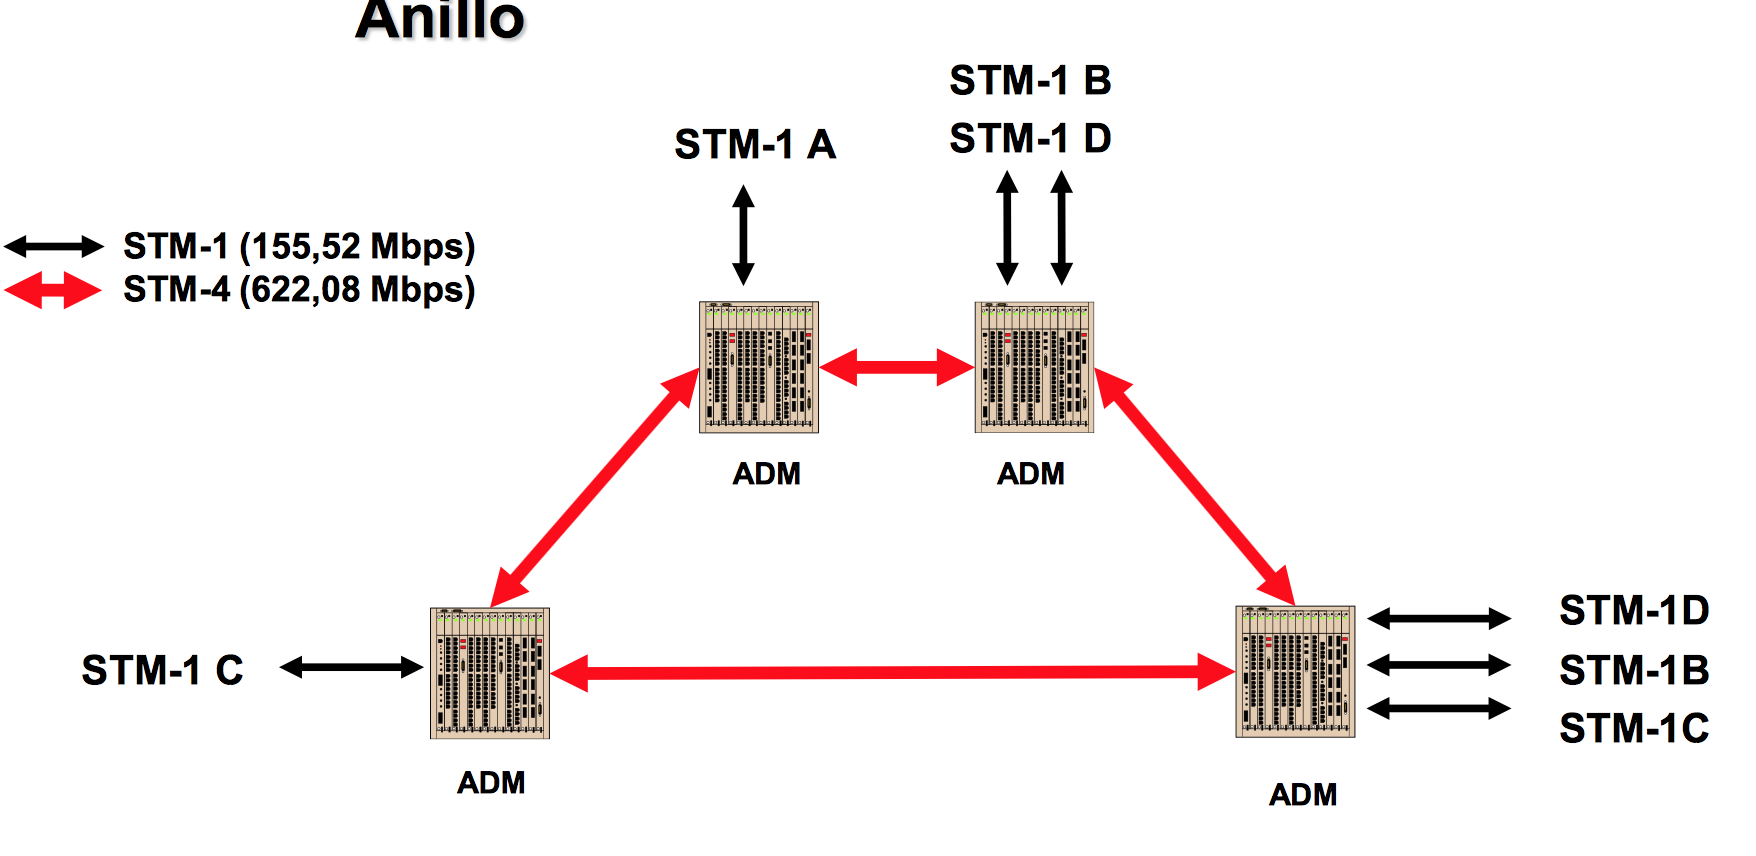 Anillo
STM-1 B
STM-1 D
STM-1 A
STM-1 (155,52 Mbps)
STM-4 (622,08 Mbps)
ADM
ADM
STM-1D
STM-1 C
STM-1B
STM-1C
ADM
ADM